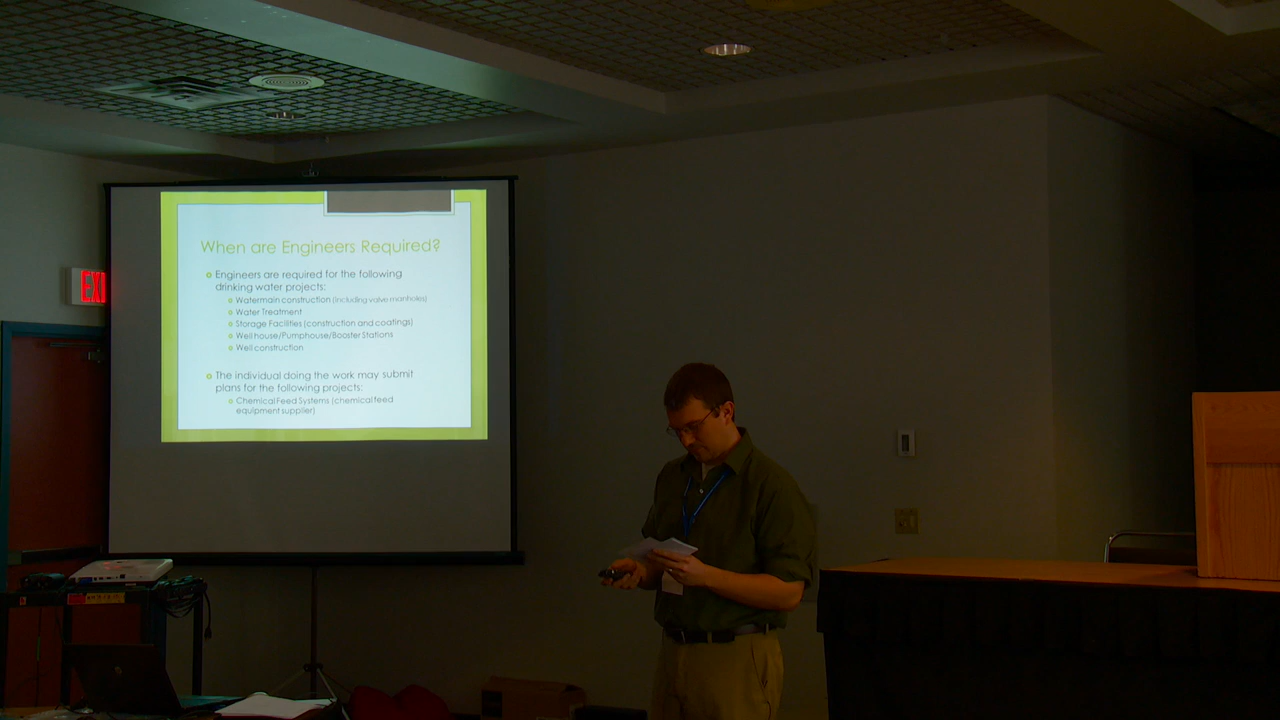 When are Engineers Required?
Engineers are required for the following
drinking water projects:
Watermain construction (including valve manholes)
Water Treatment
Storage Facilities (construction and coatings)
Well house/Pumphouse/Booster Stations
Well construction
The individual doing the work may submit
plans for the following projects:
Chemical Feed Systems (chemical feed
equipment supplier)
EXI